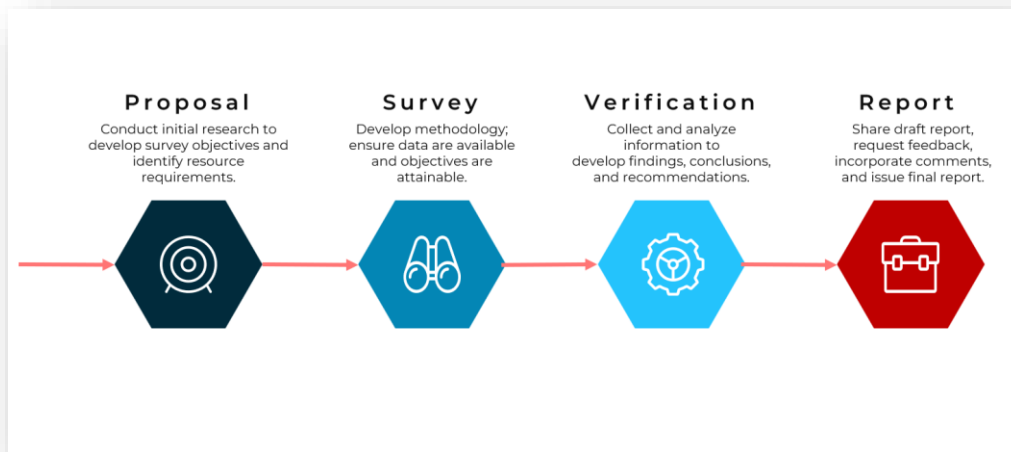 Proposal
Conduct initial research to
develop survey objectives and
identify resource
requirements.
Survey
Develop methodology;
ensure data are available
and objectives are
attainable.
Verification
Collect and analyze
information to
develop findings, conclusions,
and recommendations.
Report
Share draft report,
request feedback,
incorporate comments,
and issue final report.